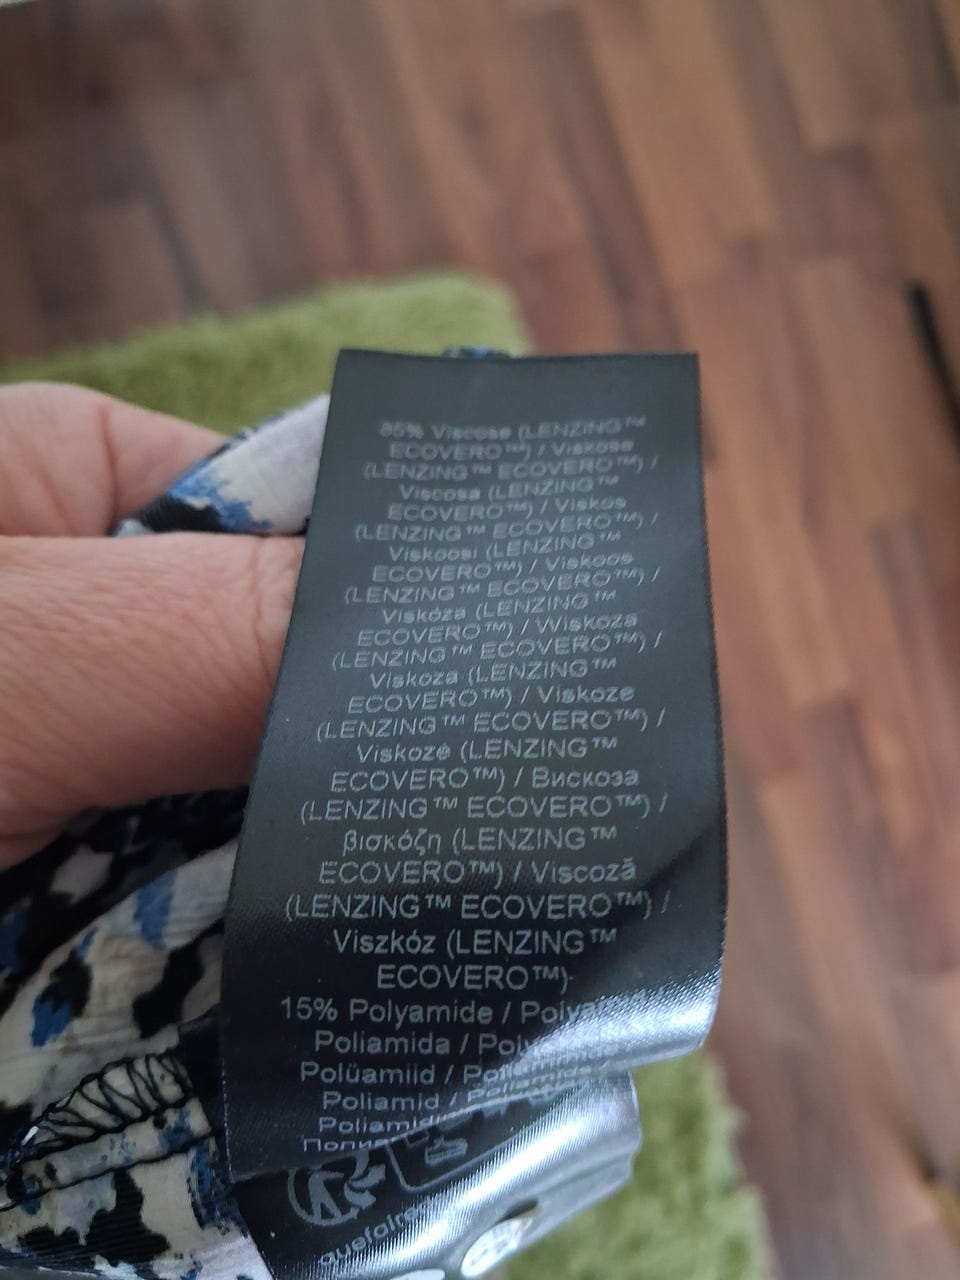 85% Viscose (LENZING™
ECOVERO™) / Viskose
(LENZING™ ECOVERO™) /
Viscosa (LENZING™
ECOVERO™) / Viskos
(LENZING™ ECOVERO™) /
Viskoosi (LENZING™
ECOVERO™) / Viskoos
(LENZING™ ECOVERO™) /
Viskóza (LENZING™
ECOVERO™) / Wiskoza
(LENZING™ ECOVERO™) /
Viskoza (LENZING™
ECOVERO™) / Viskoze
(LENZING™ ECOVERO™) /
Viskozė (LENZING™
ECOVERO™) / Вискоза
(LENZING™ ECOVERO™) /
βισκόζη (LENZING™
ECOVERO™) / Viscoză
(LENZING™ ECOVERO™) /
Viszkóz (LENZING™
ECOVERO™)
15% Polyamide /
Poliamida /
Polüamiid /
Poliamid /